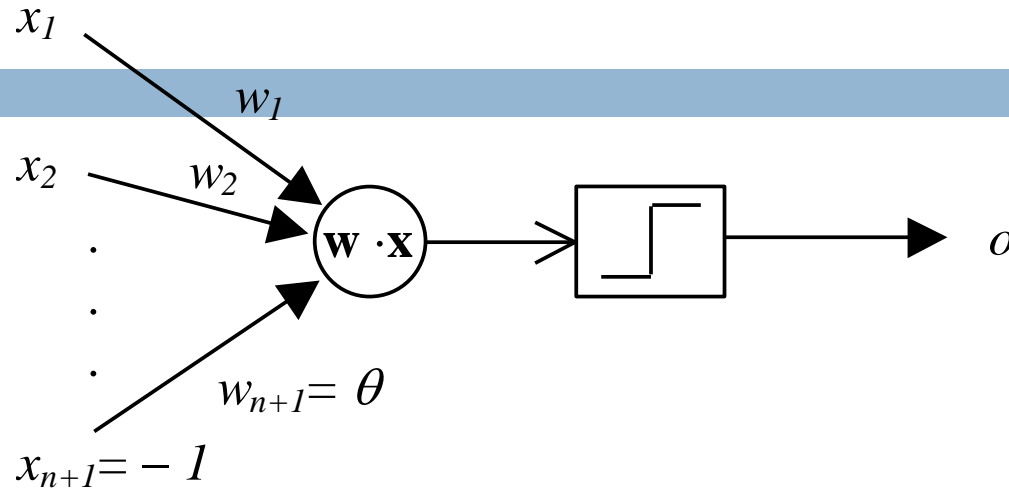 x₁
w₁
x₂
w₂
w · x
o
.
.
.
wₙ₊₁= θ
xₙ₊₁= − 1